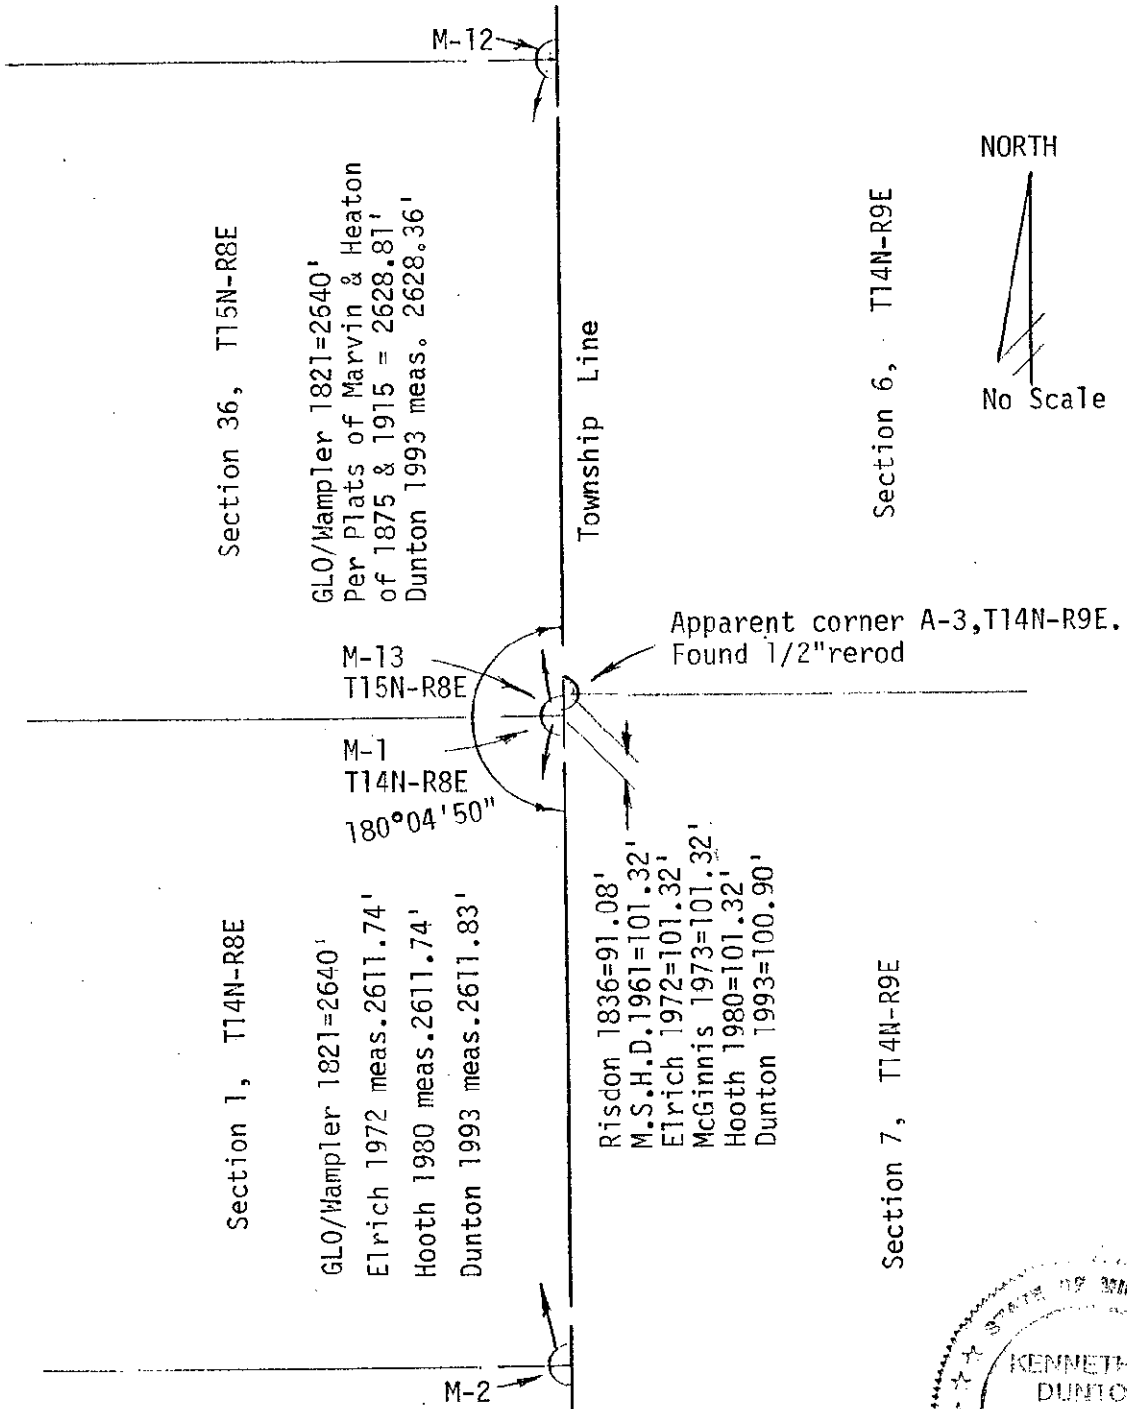 M-12
NORTH
No Scale
Section 36, T15N-R8E
GLO/Wampler 1821=2640'
Per Plats of Marvin & Heaton
of 1875 & 1915 = 2628.81'
Dunton 1993 meas. 2628.36'
Township Line
Section 6, T14N-R9E
Apparent corner A-3,T14N-R9E.
Found 1/2"rerod
M-13
T15N-R8E
M-1
T14N-R8E
180°04'50"
Section 1, T14N-R8E
GLO/Wampler 1821=2640'
Elrich 1972 meas.2611.74'
Hooth 1980 meas.2611.74'
Dunton 1993 meas.2611.83'
Risdon 1836=91.08'
M.S.H.D.1961=101.32'
Elrich 1972=101.32'
McGinnis 1973=101.32'
Hooth 1980=101.32'
Dunton 1993=100.90'
Section 7, T14N-R9E
M-2
STATE OF
KENNETH